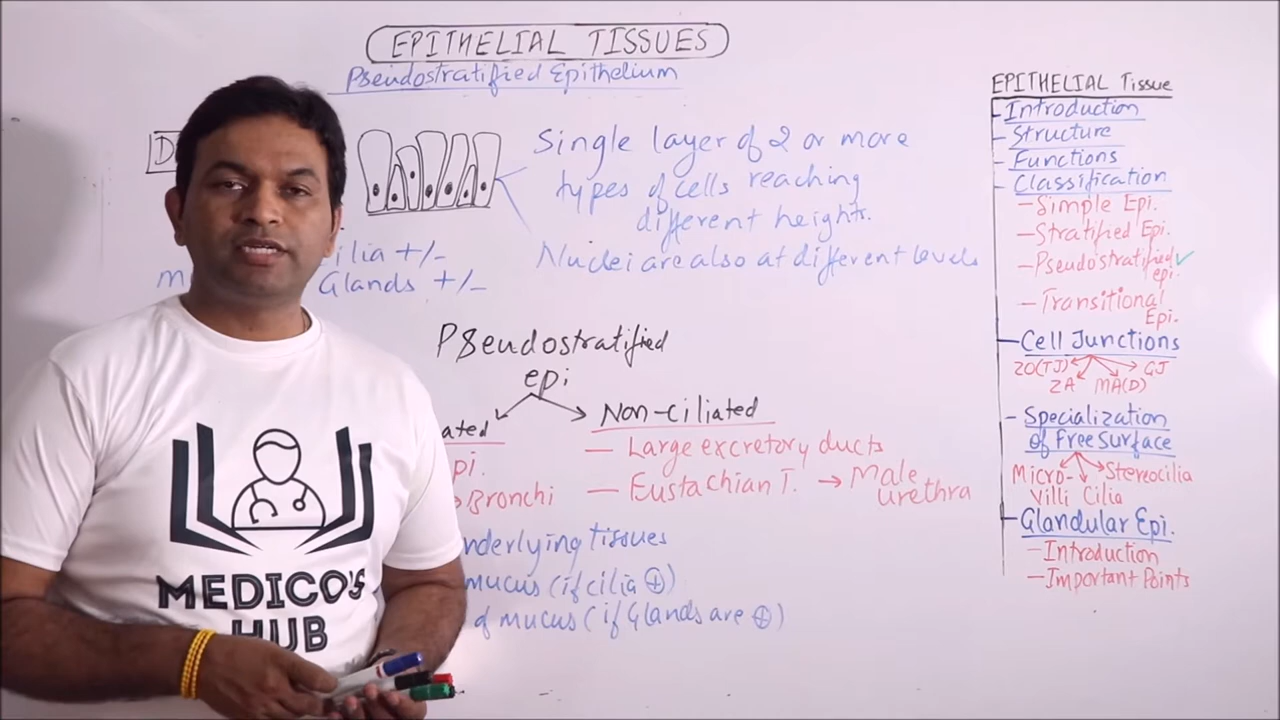 EPITHELIAL TISSUES
Pseudostratified Epithelium
D
Single layer of 2 or more
types of cells reaching
different heights.
Nuclei are also at different levels
ilia +/-
m
Glands +/-
Pseudostratified
epi
ated
Non-ciliated
pi.
— Large excretory ducts
→ Bronchi
— Eustachian T. → Male
urethra
nderlying tissues
mucus (if cilia ⊕)
of mucus (if Glands are ⊕)
EPITHELIAL Tissue
- Introduction
- Structure
- Functions
- Classification
- Simple Epi.
- Stratified Epi.
- Pseudostratified ✓
epi.
- Transitional
Epi.
- Cell Junctions
ZO(TJ) GJ
ZA MA(D)
- Specialization
of Free Surface
Micro- Stereocilia
Villi Cilia
- Glandular Epi.
- Introduction
- Important Points
MEDICO'S
HUB